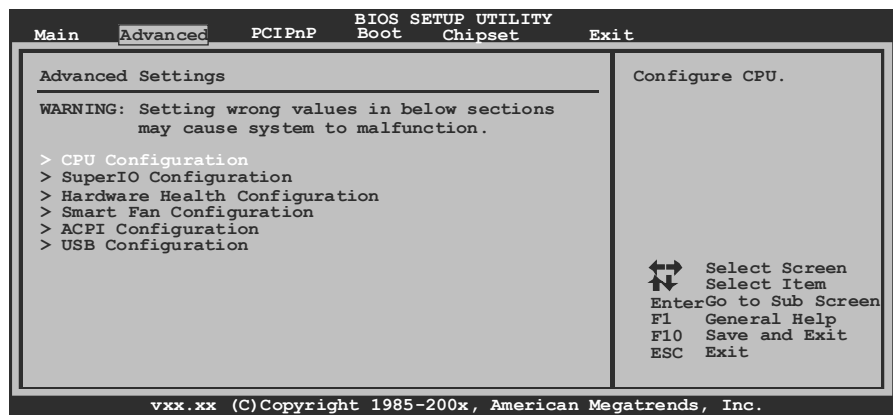 BIOS SETUP UTILITY
Main Advanced PCIPnP Boot Chipset Exit
Advanced Settings
WARNING: Setting wrong values in below sections
may cause system to malfunction.
> CPU Configuration
> SuperIO Configuration
> Hardware Health Configuration
> Smart Fan Configuration
> ACPI Configuration
> USB Configuration
Configure CPU.
Select Screen
Select Item
EnterGo to Sub Screen
F1 General Help
F10 Save and Exit
ESC Exit
vxx.xx (C)Copyright 1985-200x, American Megatrends, Inc.